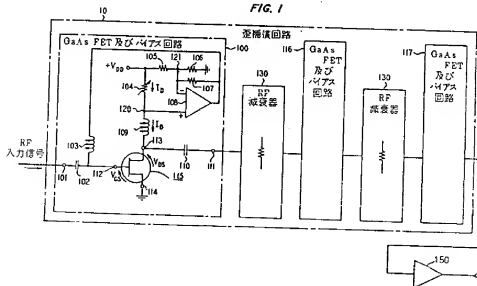 FIG. 1
10
歪補償回路
GaAs FET 及びバイアス回路
100
116
GaAs FET 及びバイアス回路
117
GaAs FET 及びバイアス回路
+VDD
105
121
106
107
104
ID
108
120
109
ID
103
130
RF 減衰器
130
RF 減衰器
RF 入力信号
101
102
112
VGS
113
VDS
115
114
110
111
150